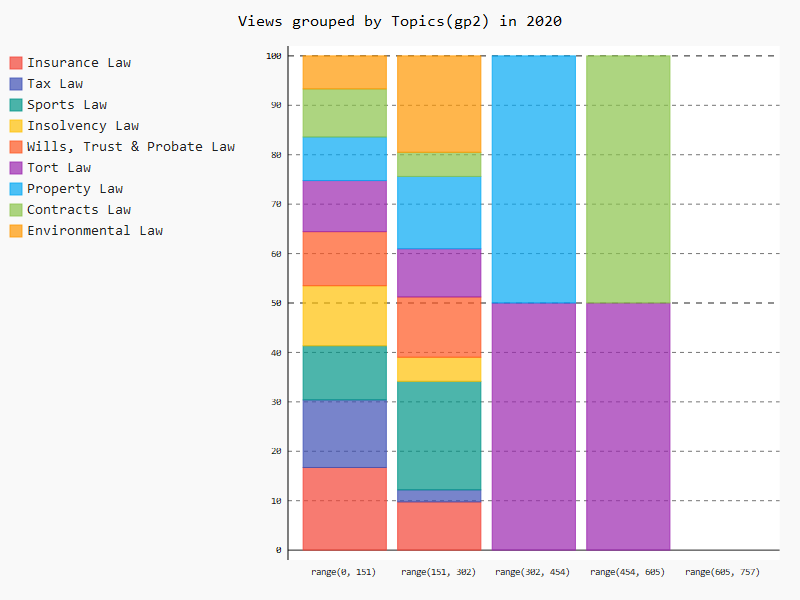 Views grouped by Topics(gp2) in 2020
Insurance Law
Tax Law
Sports Law
Insolvency Law
Wills, Trust & Probate Law
Tort Law
Property Law
Contracts Law
Environmental Law
100
90
80
70
60
50
40
30
20
10
0
range(0, 151) range(151, 302) range(302, 454) range(454, 605) range(605, 757)